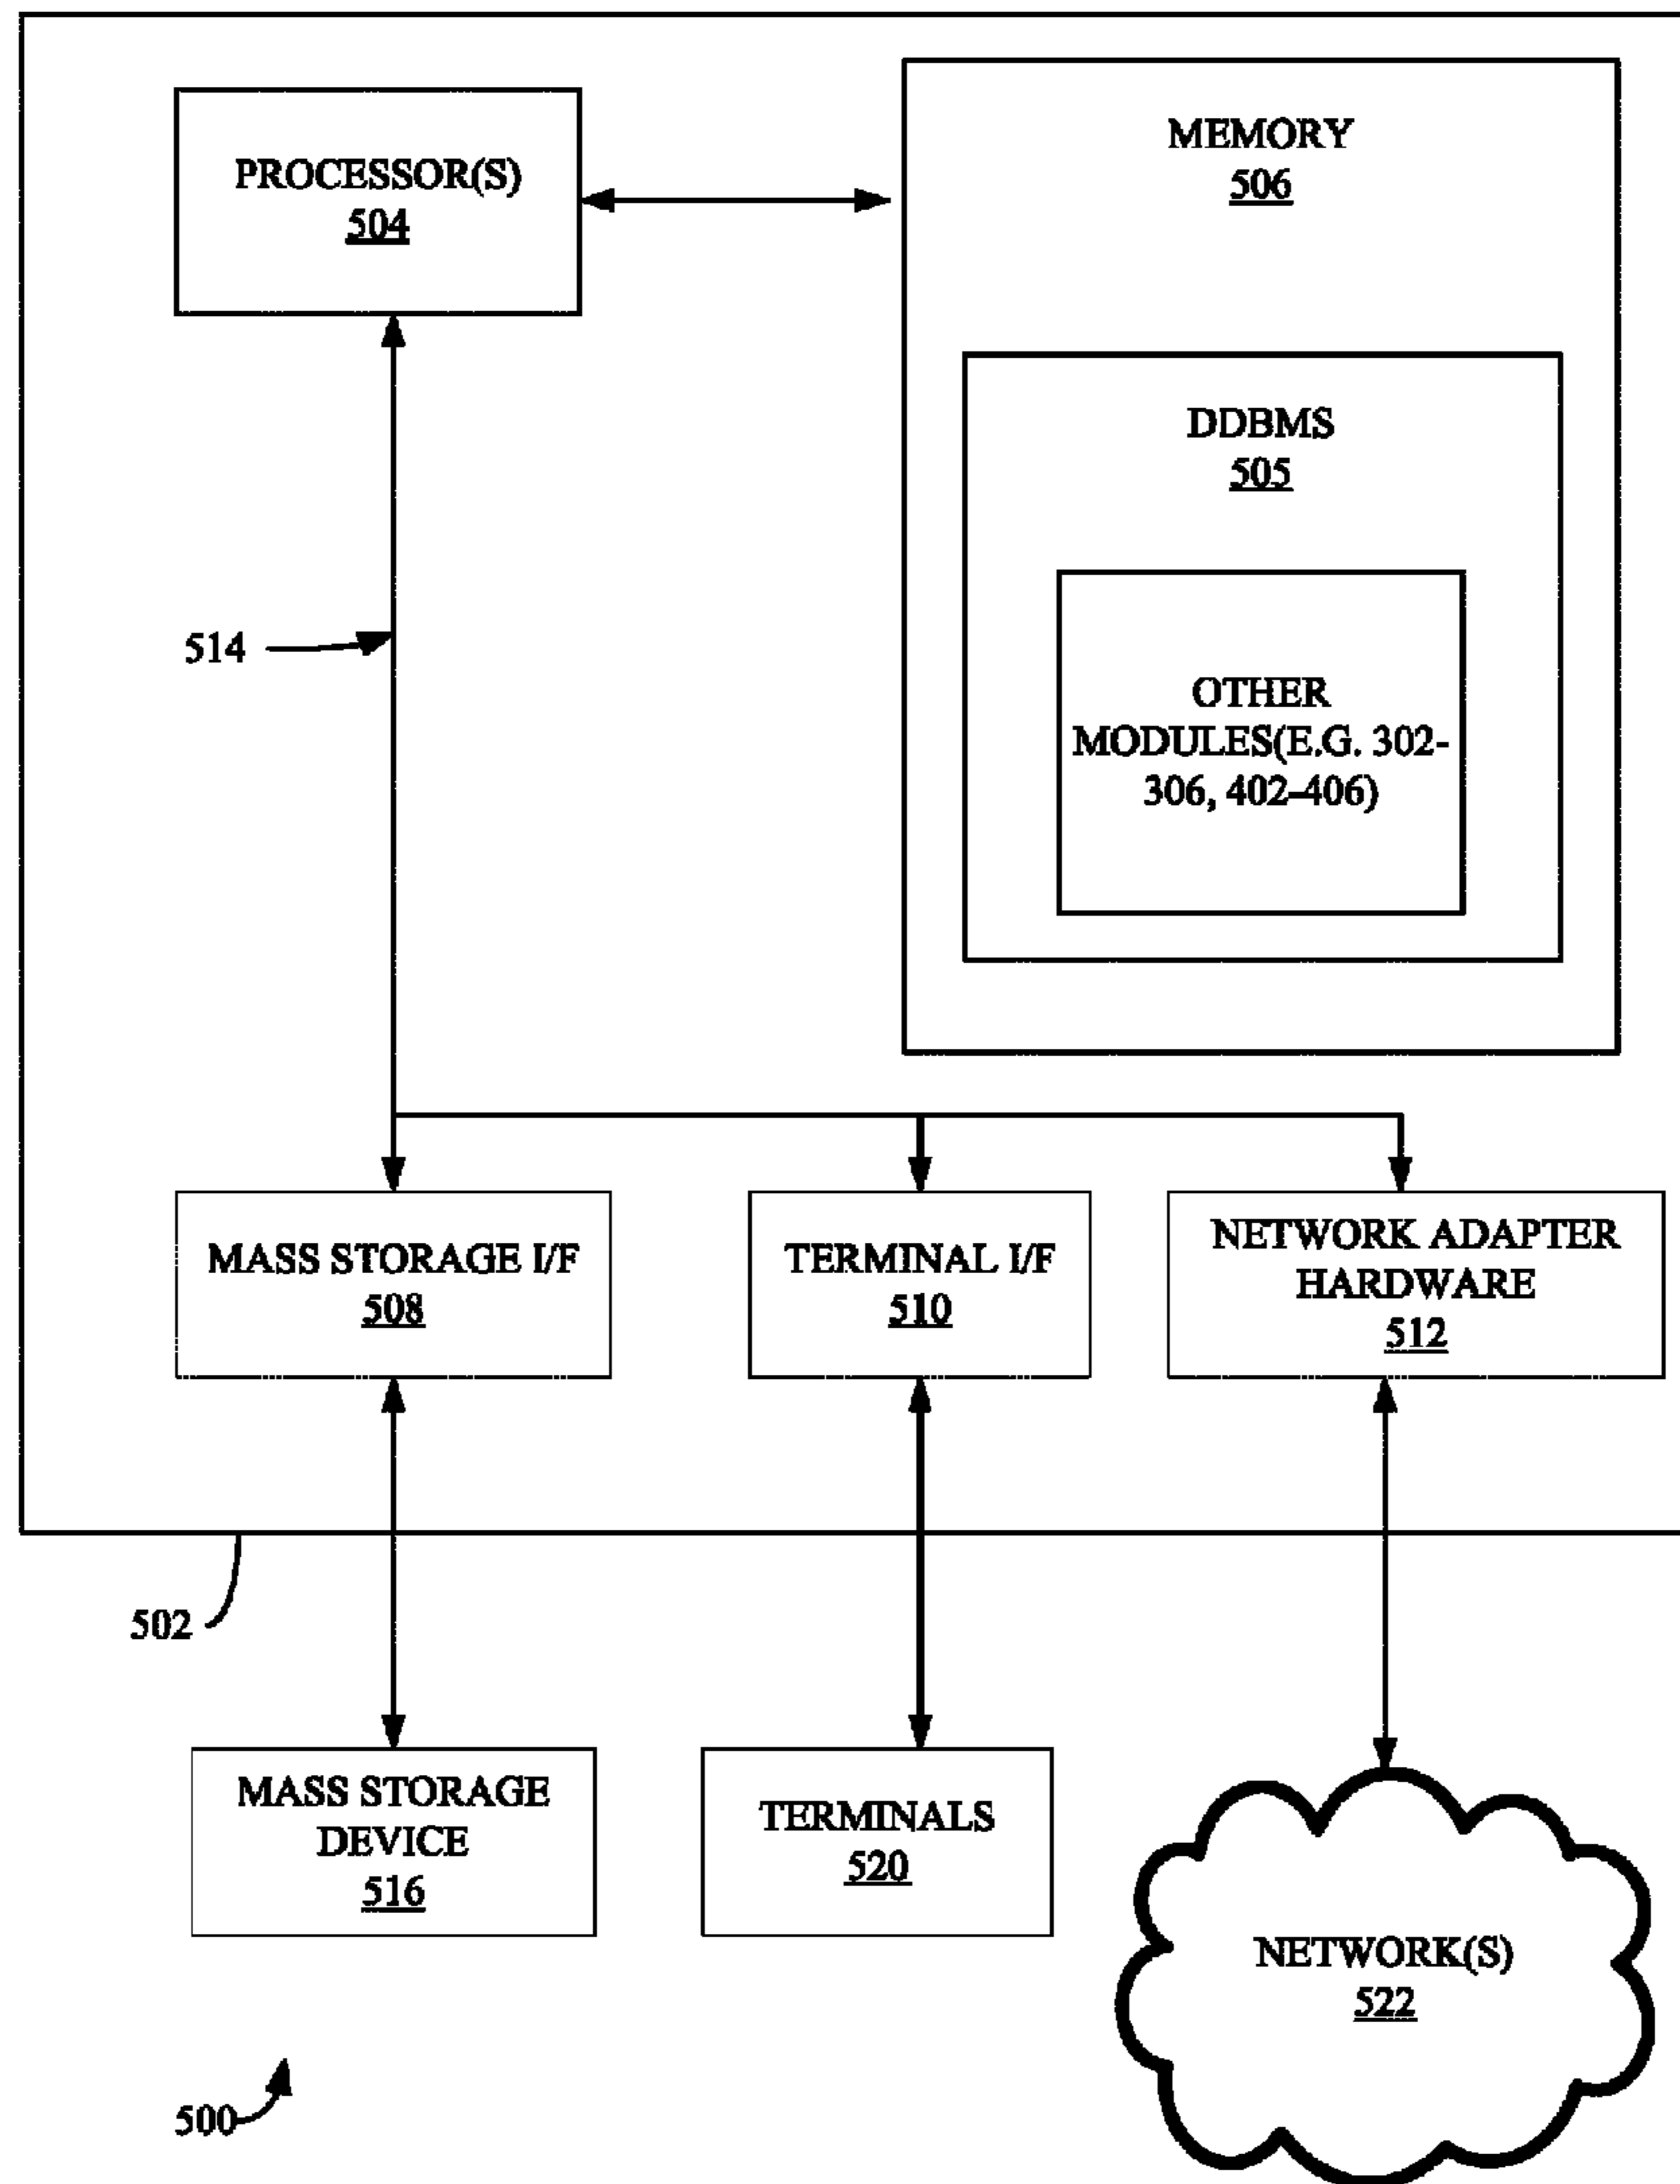 PROCESSOR(S)
504
MEMORY
506
DDBMS
505
514
OTHER
MODULES(E.G. 302-
306, 402-406)
MASS STORAGE I/F
508
TERMINAL I/F
510
NETWORK ADAPTER
HARDWARE
512
502
MASS STORAGE
DEVICE
516
TERMINALS
520
NETWORK(S)
522
500